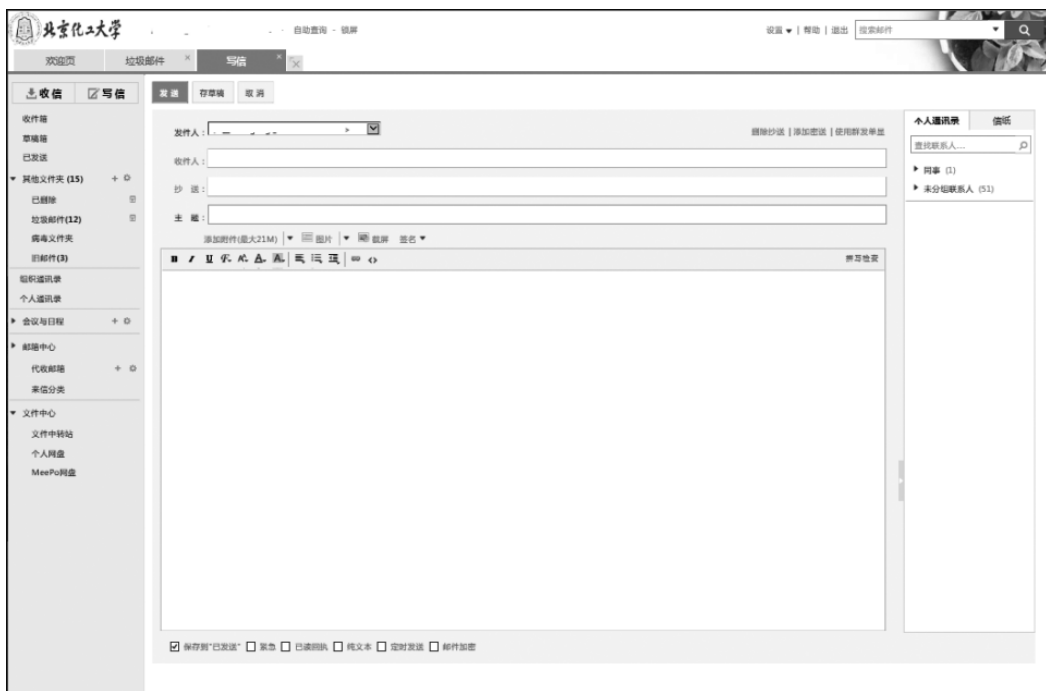 北京化工大学
自助查询 - 锁屏
设置 ▾ | 帮助 | 退出
搜索邮件
欢迎页
垃圾邮件
写信
收信
写信
发送
存草稿
取消
收件箱
草稿箱
已发送
其他文件夹 (15)
已删除
垃圾邮件(12)
病毒文件夹
旧邮件(3)
组织通讯录
个人通讯录
会议与日程
邮箱中心
代收邮箱
来信分类
文件中心
文件中转站
个人网盘
MeePo网盘
发件人:
删除抄送 | 添加密送 | 使用群发单显
收件人:
抄 送:
主 题:
添加附件(最大21M)
图片
截屏
签名
B I U
拼写检查
保存到"已发送"
紧急
已读回执
纯文本
定时发送
邮件加密
个人通讯录
信纸
查找联系人...
同事 (1)
未分组联系人 (51)